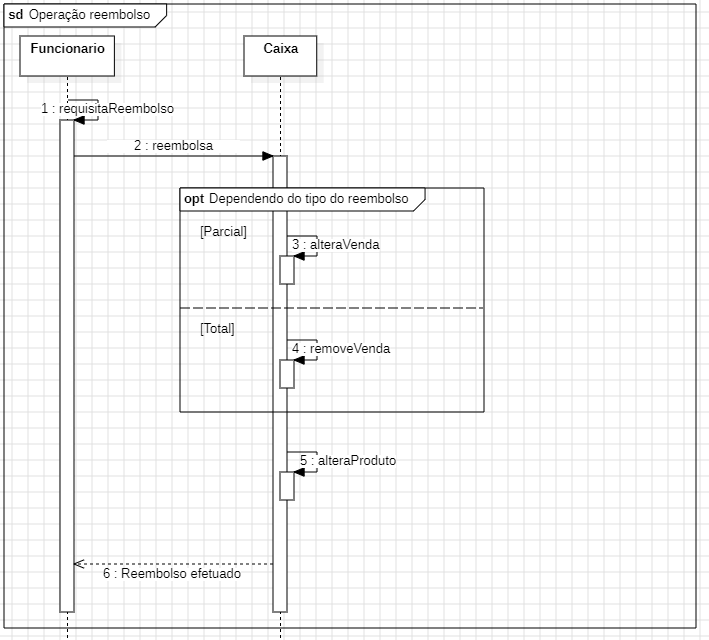 sd Operação reembolso
Funcionario
Caixa
1 : requisitaReembolso
2 : reembolsa
opt Dependendo do tipo do reembolso
[Parcial]
3 : alteraVenda
[Total]
4 : removeVenda
5 : alteraProduto
6 : Reembolso efetuado